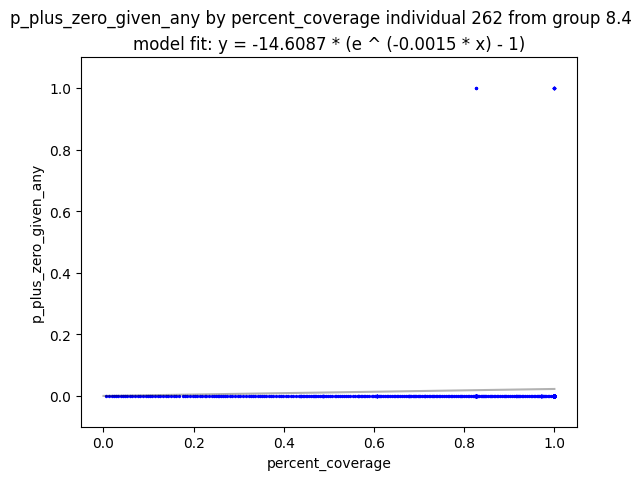 p_plus_zero_given_any by percent_coverage individual 262 from group 8.4
model fit: y = -14.6087 * (e ^ (-0.0015 * x) - 1)
1.0
0.8
0.6
0.4
0.2
0.0
p_plus_zero_given_any
0.0 0.2 0.4 0.6 0.8 1.0
percent_coverage